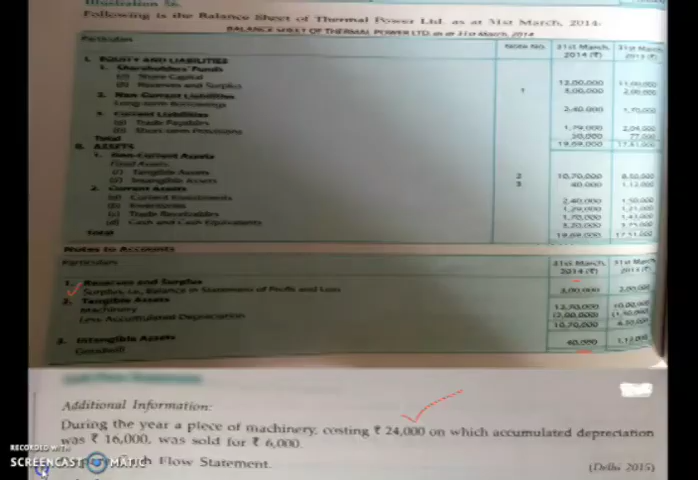 Illustration 56.
Following is the Balance Sheet of Thermal Power Ltd. as at 31st March, 2014:
BALANCE SHEET OF THERMAL POWER LTD. as at 31st March, 2014
Particulars Note No. 31st March, 31st March,
2014 (₹) 2013 (₹)
I. EQUITY AND LIABILITIES
1. Shareholders' Funds
(a) Share Capital 12,00,000 11,00,000
(b) Reserves and Surplus 1 3,00,000 2,00,000
2. Non-Current Liabilities
Long-term Borrowings 2,40,000 1,70,000
3. Current Liabilities
(a) Trade Payables 1,79,000 2,04,000
(b) Short-term Provisions 50,000 77,000
Total 19,69,000 17,51,000
II. ASSETS
1. Non-Current Assets
Fixed Assets
(i) Tangible Assets 2 10,70,000 8,50,000
(ii) Intangible Assets 3 40,000 1,12,000
2. Current Assets
(a) Current Investments 2,40,000 1,50,000
(b) Inventories 1,29,000 1,21,000
(c) Trade Receivables 1,70,000 1,43,000
(d) Cash and Cash Equivalents 3,20,000 3,75,000
Total 19,69,000 17,51,000
Notes to Accounts
Particulars 31st March, 31st March,
2014 (₹)
1. Reserves and Surplus
Surplus, i.e., Balance in Statement of Profit and Loss 3,00,000 2,00,000
2. Tangible Assets
Machinery 12,70,000 10,00,000
Less: Accumulated Depreciation (2,00,000) (1,50,000)
10,70,000 8,50,000
3. Intangible Assets
Goodwill 40,000 1,12,000
Additional Information:
During the year a piece of machinery, costing ₹ 24,000 on which accumulated depreciation
was ₹ 16,000, was sold for ₹ 6,000.
Cash Flow Statement. (Delhi 2015)
RECORDED WITH
SCREENCAST MATIC